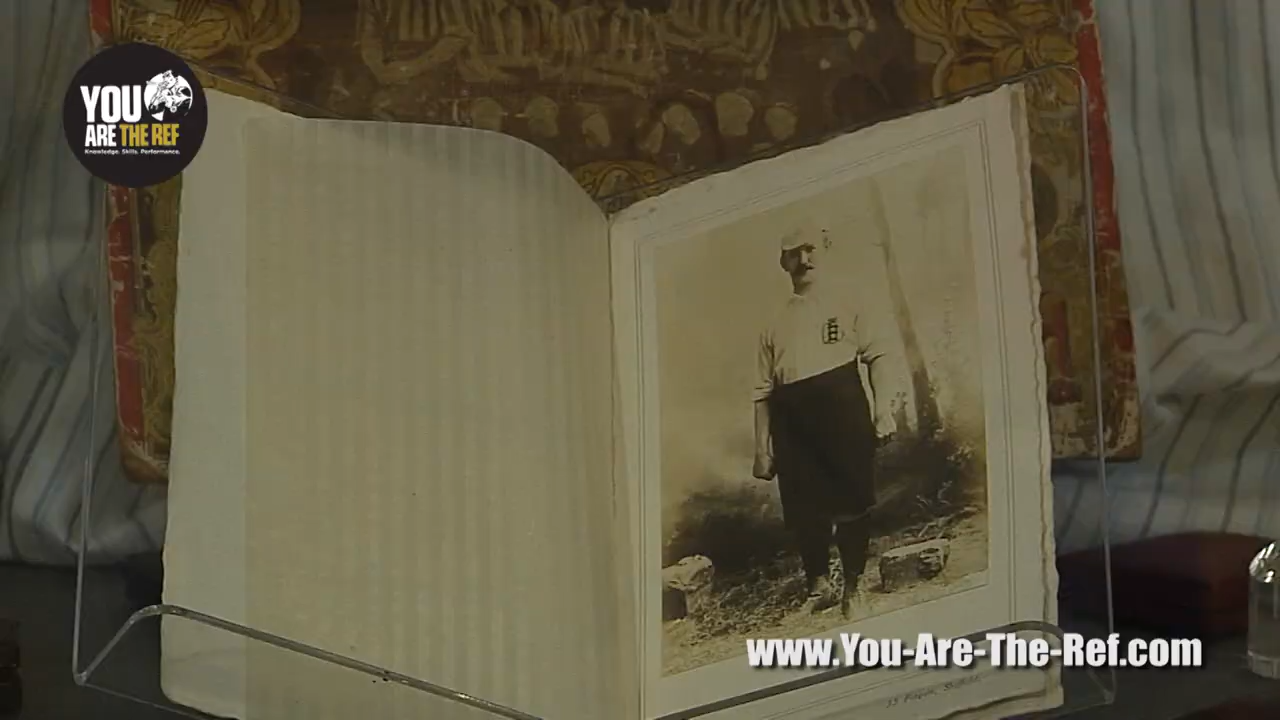 YOU
ARE THE REF
Knowledge. Skills. Performance.
www.You-Are-The-Ref.com